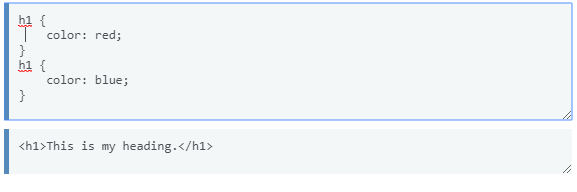 h1 {
    color: red;
}
h1 {
    color: blue;
}
<h1>This is my heading.</h1>